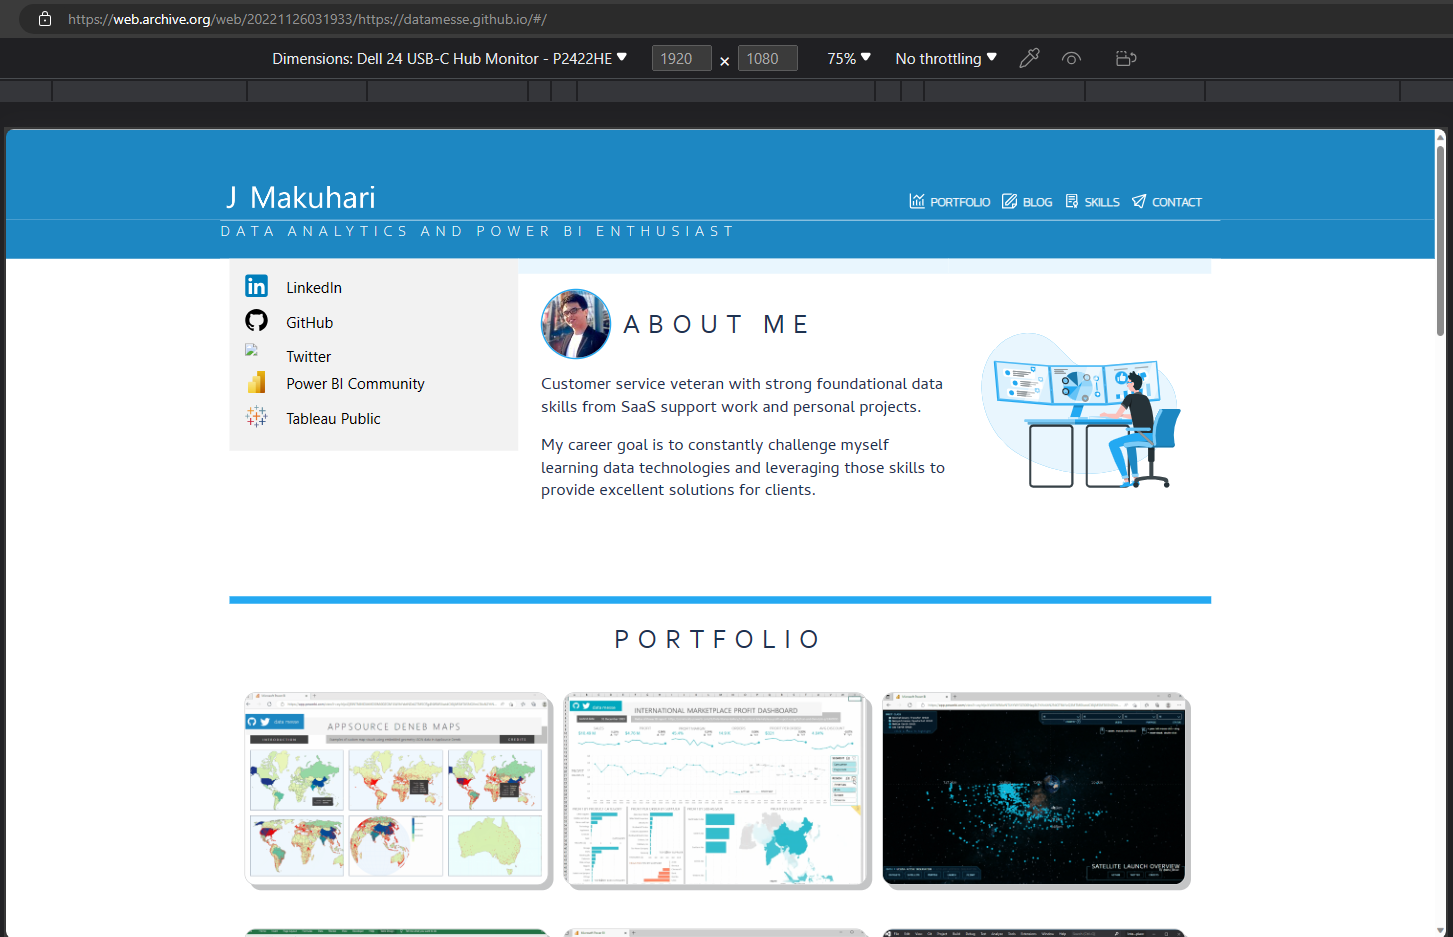 https://web.archive.org/web/20221126031933/https://datamesse.github.io/#/
Dimensions: Dell 24 USB-C Hub Monitor - P2422HE
1920 × 1080
75%
No throttling
J Makuhari
PORTFOLIO
BLOG
SKILLS
CONTACT
DATA ANALYTICS AND POWER BI ENTHUSIAST
LinkedIn
GitHub
Twitter
Power BI Community
Tableau Public
ABOUT ME
Customer service veteran with strong foundational data
skills from SaaS support work and personal projects.
My career goal is to constantly challenge myself
learning data technologies and leveraging those skills to
provide excellent solutions for clients.
PORTFOLIO
APPSOURCE DENEB MAPS
INTERNATIONAL MARKETPLACE PROFIT DASHBOARD
SATELLITE LAUNCH OVERVIEW